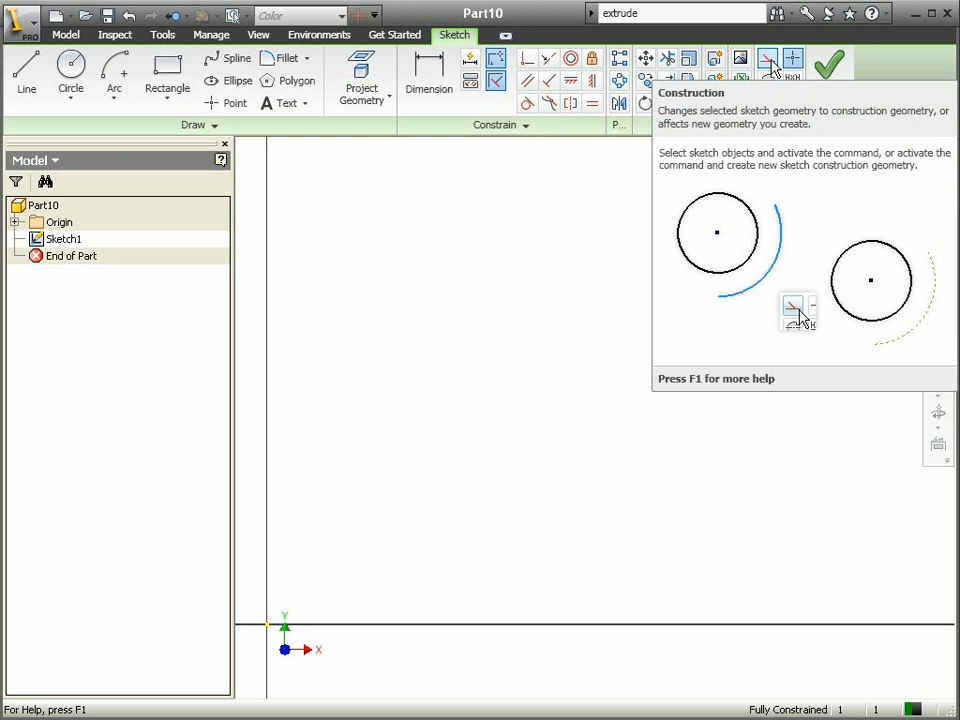 PRO
Color
Part10
extrude
Model
Inspect
Tools
Manage
View
Environments
Get Started
Sketch
Line
Circle
Arc
Rectangle
Spline
Ellipse
Point
Fillet
Polygon
A Text
Project
Geometry
Dimension
Draw
Constrain
P...
Construction
Changes selected sketch geometry to construction geometry, or
affects new geometry you create.
Select sketch objects and activate the command, or activate the
command and create new sketch construction geometry.
Press F1 for more help
Model
Part10
Origin
Sketch1
End of Part
Y
X
For Help, press F1
Fully Constrained
1
1